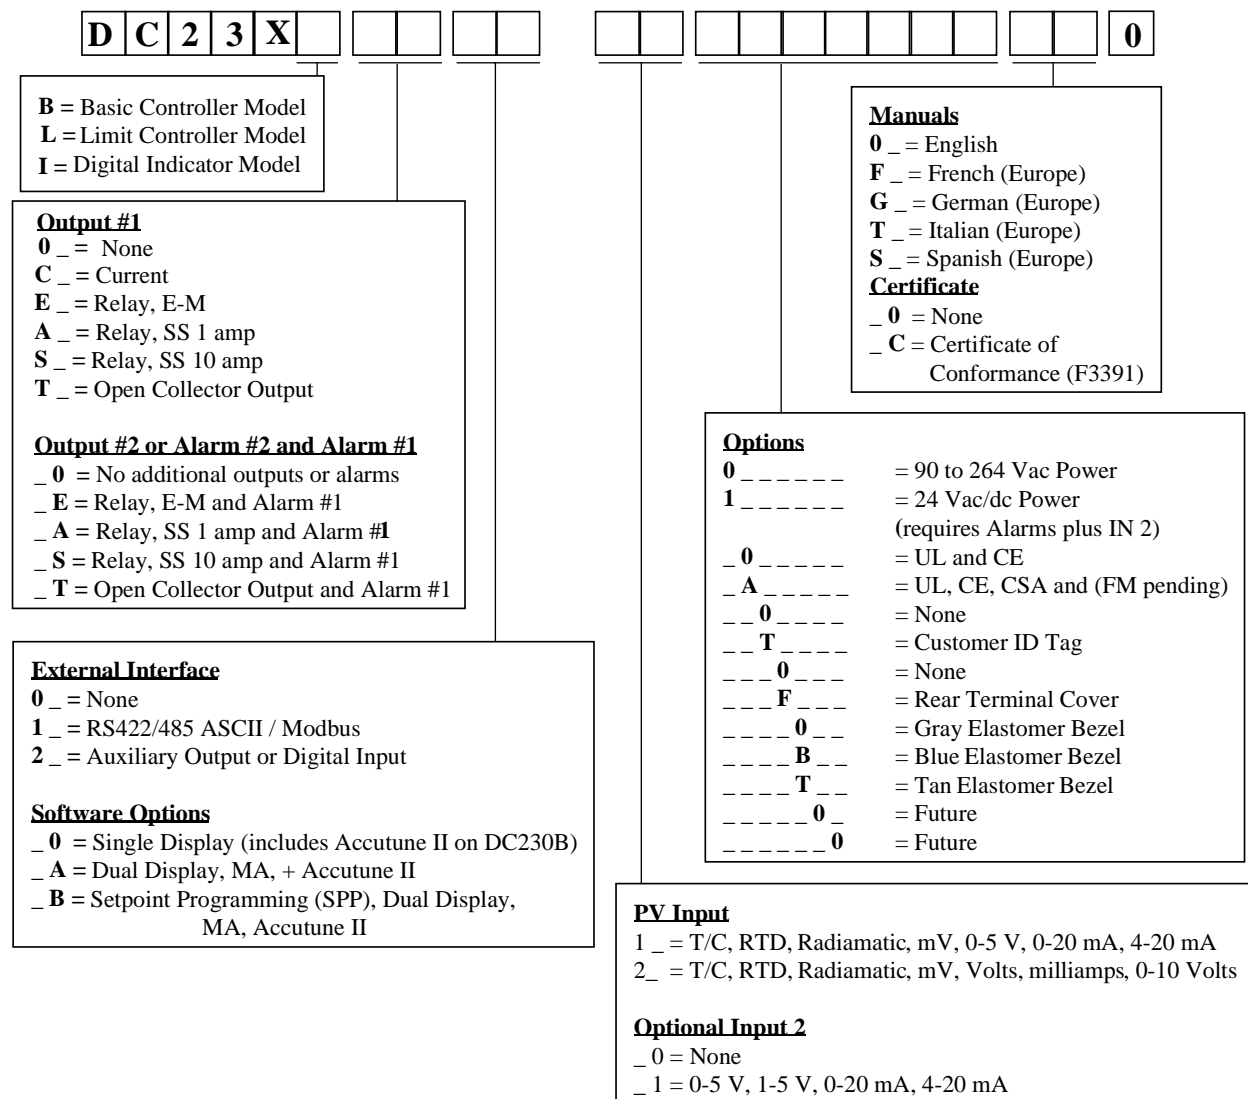 D C 2 3 X 0
B = Basic Controller Model
L = Limit Controller Model
I = Digital Indicator Model
Output #1
0 _ = None
C _ = Current
E _ = Relay, E-M
A _ = Relay, SS 1 amp
S _ = Relay, SS 10 amp
T _ = Open Collector Output
Output #2 or Alarm #2 and Alarm #1
_ 0 = No additional outputs or alarms
_ E = Relay, E-M and Alarm #1
_ A = Relay, SS 1 amp and Alarm #1
_ S = Relay, SS 10 amp and Alarm #1
_ T = Open Collector Output and Alarm #1
External Interface
0 _ = None
1 _ = RS422/485 ASCII / Modbus
2 _ = Auxiliary Output or Digital Input
Software Options
_ 0 = Single Display (includes Accutune II on DC230B)
_ A = Dual Display, MA, + Accutune II
_ B = Setpoint Programming (SPP), Dual Display,
MA, Accutune II
Manuals
0 _ = English
F _ = French (Europe)
G _ = German (Europe)
T _ = Italian (Europe)
S _ = Spanish (Europe)
Certificate
_ 0 = None
_ C = Certificate of
Conformance (F3391)
Options
0 _ _ _ _ _ _ = 90 to 264 Vac Power
1 _ _ _ _ _ _ = 24 Vac/dc Power
(requires Alarms plus IN 2)
_ 0 _ _ _ _ _ = UL and CE
_ A _ _ _ _ _ = UL, CE, CSA and (FM pending)
_ _ 0 _ _ _ _ = None
_ _ T _ _ _ _ = Customer ID Tag
_ _ _ 0 _ _ _ = None
_ _ _ F _ _ _ = Rear Terminal Cover
_ _ _ _ 0 _ _ = Gray Elastomer Bezel
_ _ _ _ B _ _ = Blue Elastomer Bezel
_ _ _ _ T _ _ = Tan Elastomer Bezel
_ _ _ _ _ 0 _ = Future
_ _ _ _ _ _ 0 = Future
PV Input
1 _ = T/C, RTD, Radiamatic, mV, 0-5 V, 0-20 mA, 4-20 mA
2_ = T/C, RTD, Radiamatic, mV, Volts, milliamps, 0-10 Volts
Optional Input 2
_ 0 = None
_ 1 = 0-5 V, 1-5 V, 0-20 mA, 4-20 mA